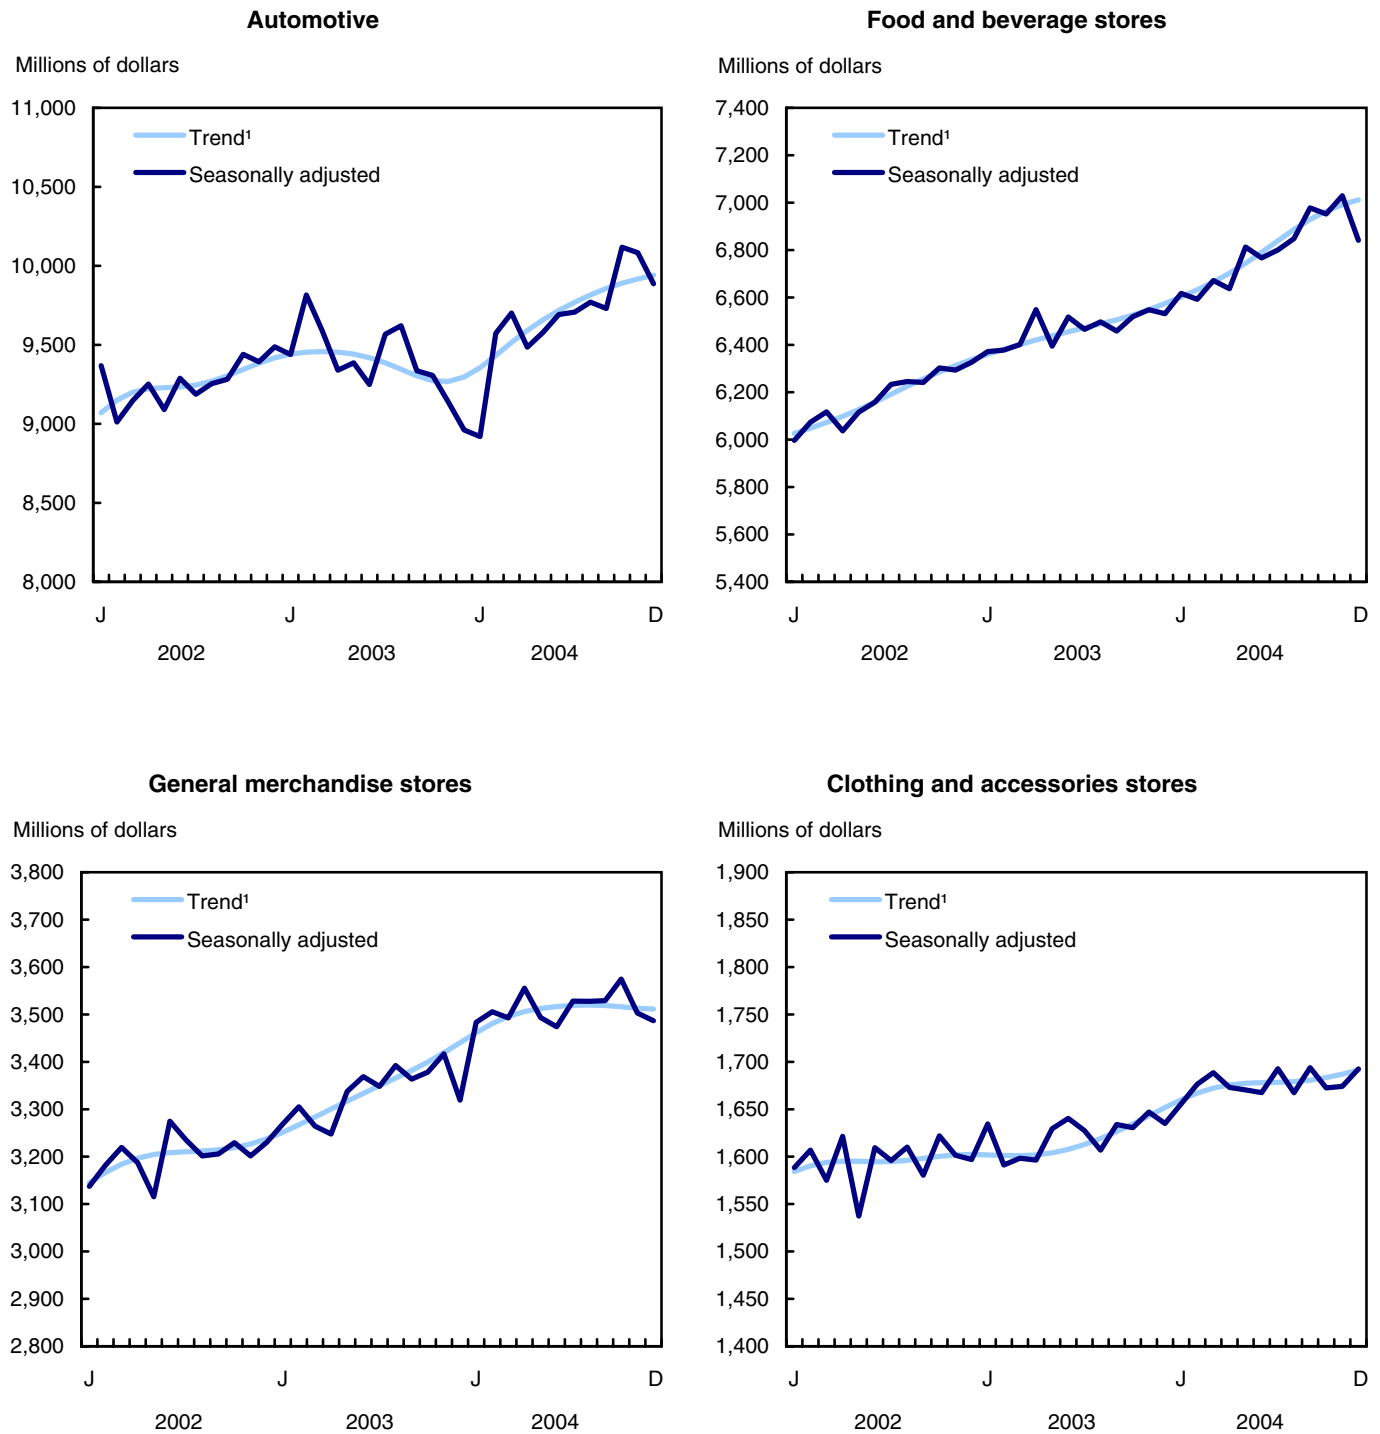 Automotive
Millions of dollars
11,000
10,500
10,000
9,500
9,000
8,500
8,000
Trend¹
Seasonally adjusted
J J J D
2002 2003 2004
Food and beverage stores
Millions of dollars
7,400
7,200
7,000
6,800
6,600
6,400
6,200
6,000
5,800
5,600
5,400
Trend¹
Seasonally adjusted
J J J D
2002 2003 2004
General merchandise stores
Millions of dollars
3,800
3,700
3,600
3,500
3,400
3,300
3,200
3,100
3,000
2,900
2,800
Trend¹
Seasonally adjusted
J J J D
2002 2003 2004
Clothing and accessories stores
Millions of dollars
1,900
1,850
1,800
1,750
1,700
1,650
1,600
1,550
1,500
1,450
1,400
Trend¹
Seasonally adjusted
J J J D
2002 2003 2004